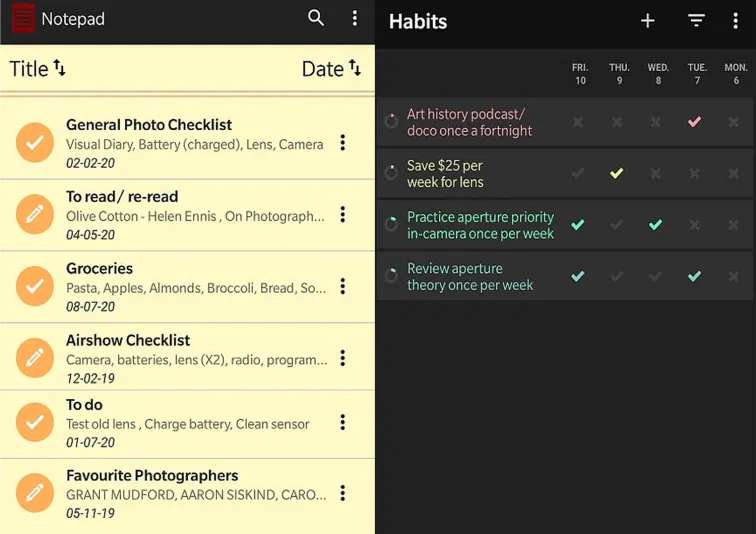 Notepad
Title Date
General Photo Checklist
Visual Diary, Battery (charged), Lens, Camera
02-02-20
To read/ re-read
Olive Cotton - Helen Ennis , On Photograph...
04-05-20
Groceries
Pasta, Apples, Almonds, Broccoli, Bread, So...
08-07-20
Airshow Checklist
Camera, batteries, lens (X2), radio, program...
12-02-19
To do
Test old lens , Charge battery, Clean sensor
01-07-20
Favourite Photographers
GRANT MUDFORD, AARON SISKIND, CARO...
05-11-19
Habits
FRI. THU. WED. TUE. MON.
10 9 8 7 6
Art history podcast/
doco once a fortnight
Save $25 per
week for lens
Practice aperture priority
in-camera once per week
Review aperture
theory once per week